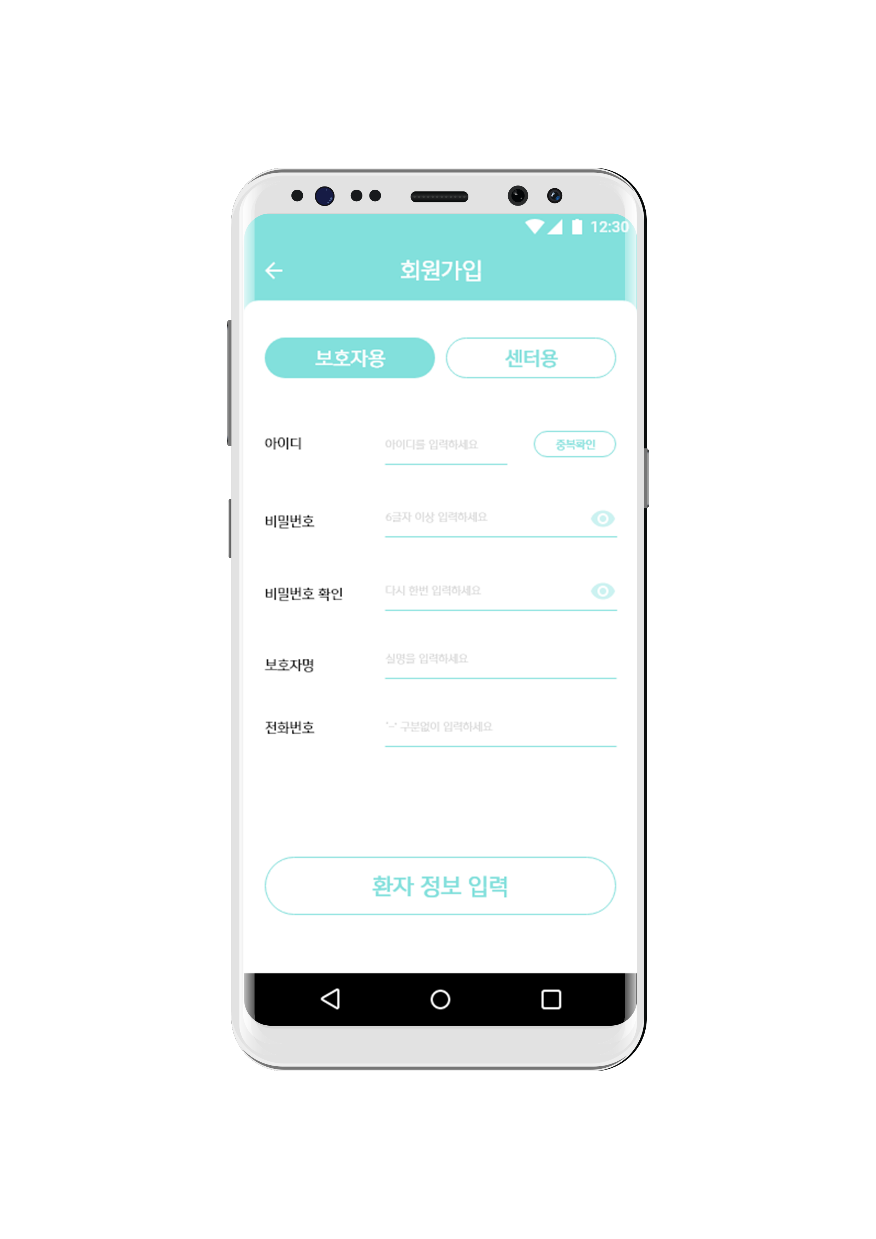 12:30
회원가입
보호자용 센터용
아이디 아이디를 입력하세요 중복확인
비밀번호 6글자 이상 입력하세요
비밀번호 확인 다시 한번 입력하세요
보호자명 실명을 입력하세요
전화번호 '-' 구분없이 입력하세요
환자 정보 입력